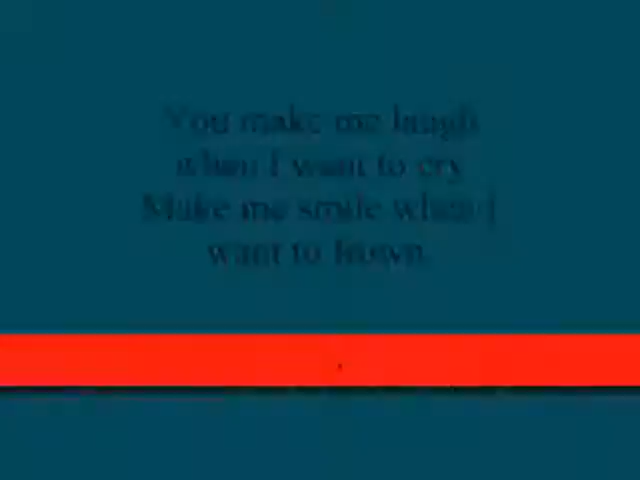 You make me laugh
when I want to cry
Make me smile when I
want to frown